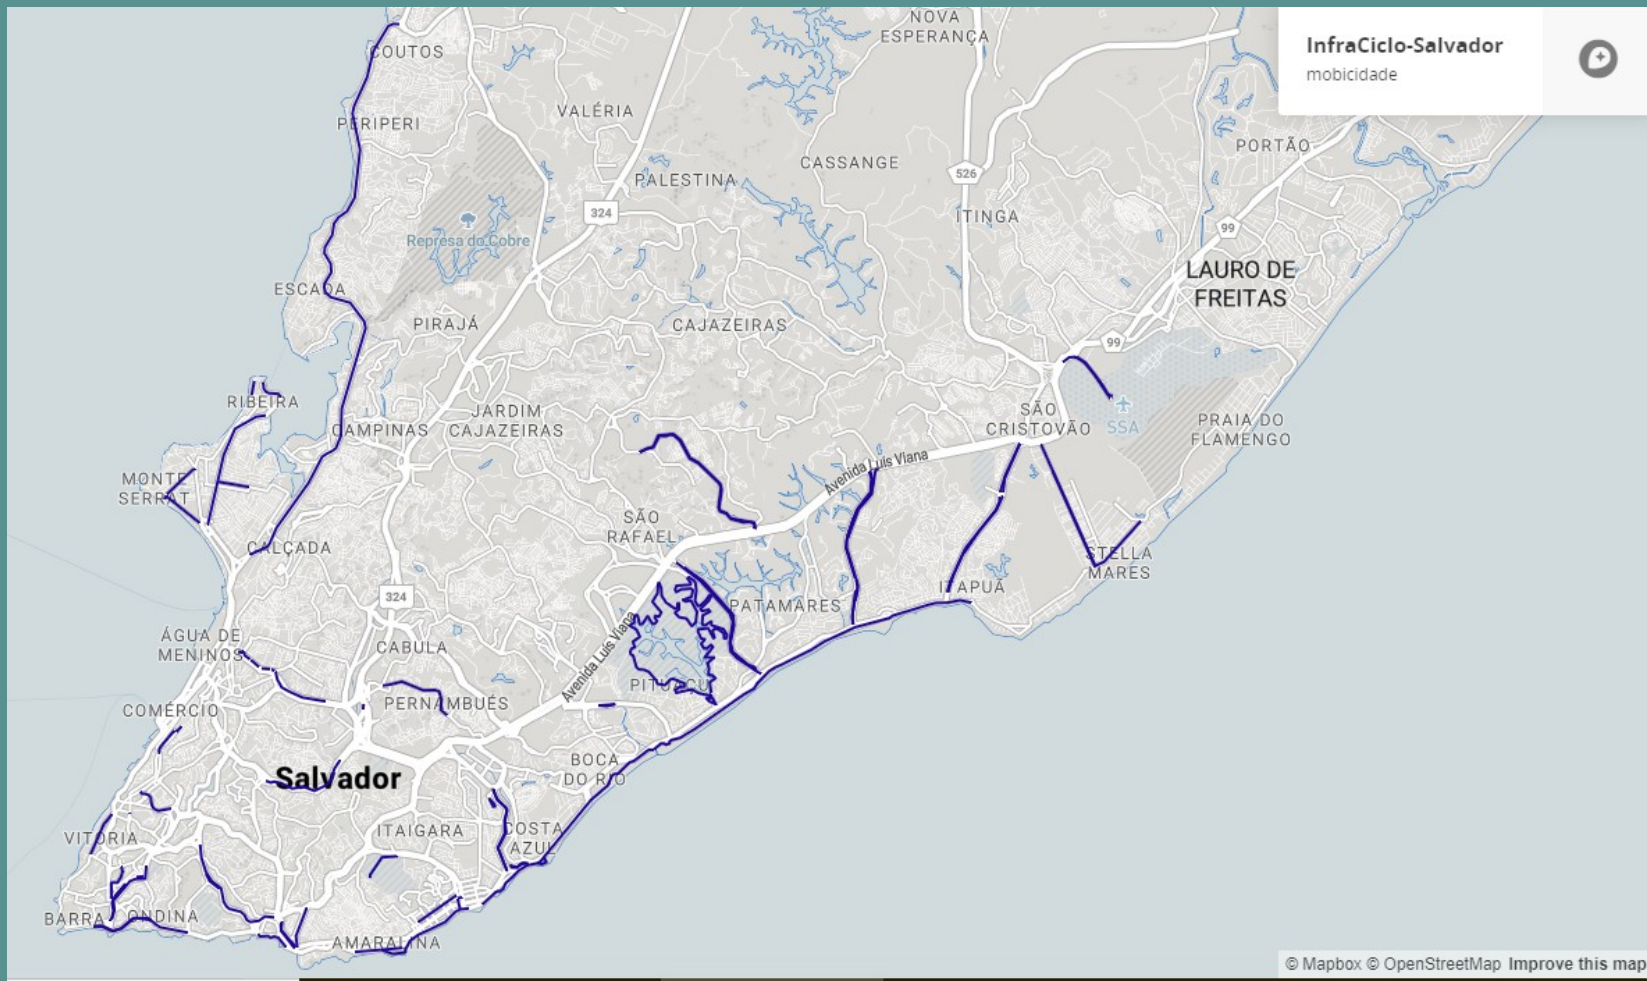 NOVA
ESPERANÇA
InfraCiclo-Salvador
mobicidade
COUTOS
VALÉRIA
PERIPERI
PORTÃO
CASSANGE
526
PALESTINA
324
ITINGA
99
Represa do Cobre
LAURO DE
FREITAS
ESCADA
PIRAJÁ
CAJAZEIRAS
99
RIBEIRA
JARDIM
CAJAZEIRAS
CAMPINAS
SÃO
CRISTOVÃO
SSA
PRAIA DO
FLAMENGO
Avenida Luís Viana
MONTE
SERRAT
SÃO
RAFAEL
CALÇADA
STELLA
MARES
ITAPUÃ
324
PATAMARES
ÁGUA DE
MENINOS
CABULA
Avenida Luís Viana
PITUAÇU
COMÉRCIO
PERNAMBUÉS
BOCA
DO RIO
Salvador
VITÓRIA
ITAIGARA
COSTA
AZUL
BARRA
ONDINA
AMARALINA
© Mapbox © OpenStreetMap Improve this map